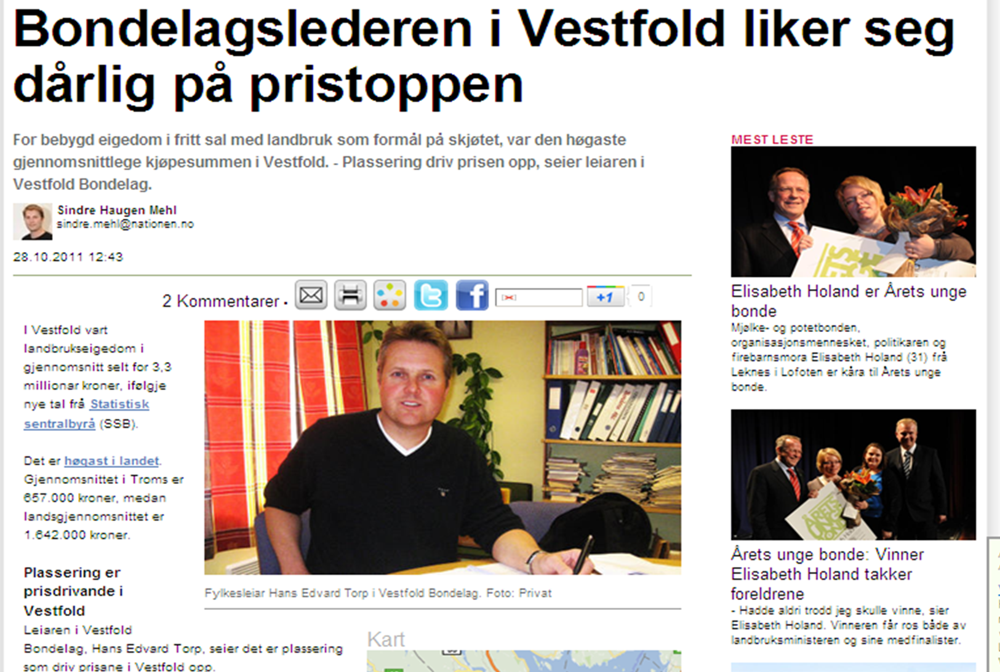 Bondelagslederen i Vestfold liker seg
dårlig på pristoppen
For bebygd eigedom i fritt sal med landbruk som formål på skjøtet, var den høgaste
gjennomsnittlege kjøpesummen i Vestfold. - Plassering driv prisen opp, seier leiaren i
Vestfold Bondelag.
Sindre Haugen Mehl
sindre.mehl@nationen.no
28.10.2011 12:43
2 Kommentarer
+1
0
I Vestfold vart
landbrukseigedom i
gjennomsnitt selt for 3,3
millionar kroner, ifølgje
nye tal frå Statistisk
sentralbyrå (SSB).
Det er høgast i landet.
Gjennomsnittet i Troms er
657.000 kroner, medan
landsgjennomsnittet er
1.642.000 kroner.
Plassering er
prisdrivande i
Vestfold
Leiaren i Vestfold
Bondelag, Hans Edvard Torp, seier det er plassering
som driv prisane i Vestfold opp.
Fylkesleiar Hans Edvard Torp i Vestfold Bondelag. Foto: Privat
Kart
MEST LESTE
Elisabeth Holand er Årets unge
bonde
Mjølke- og potetbonden,
organisasjonsmennesket, politikaren og
firebarnsmora Elisabeth Holand (31) frå
Leknes i Lofoten er kåra til Årets unge
bonde.
ÅRETS
Årets unge bonde: Vinner
Elisabeth Holand takker
foreldrene
- Hadde aldri trodd jeg skulle vinne, sier
Elisabeth Holand. Vinneren får ros både av
landbruksministeren og sine medfinalister.